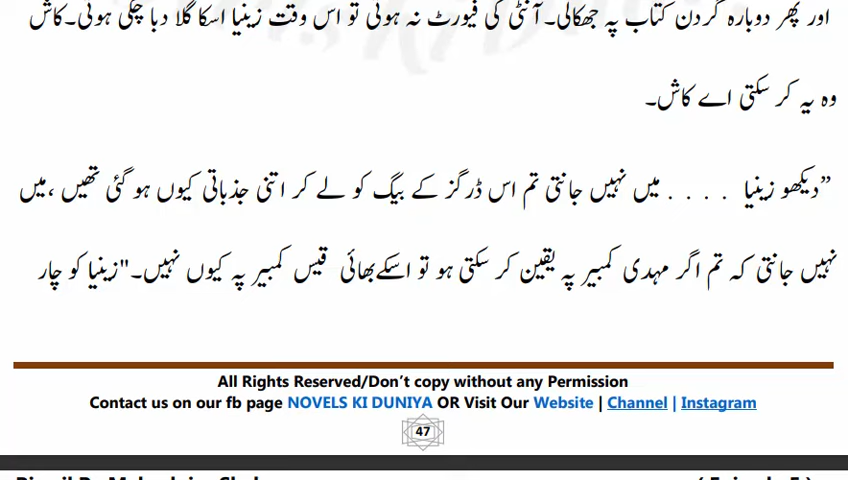 اور پھر دوبارہ گردن کتاب پہ جھکالی۔آنٹی کی فیورٹ نہ ہوتی تو اس وقت زینیا اسکا گلا دبا چکی ہوتی۔کاش
وہ یہ کر سکتی اے کاش۔
”دیکھو زینیا . . . . میں نہیں جانتی تم اس ڈرگز کے بیگ کو لے کر اتنی جذباتی کیوں ہو گئی تھیں ،میں
نہیں جانتی کہ تم اگر مہدی کمبیر پہ یقین کر سکتی ہو تو اسکے بھائی قیس کمبیر پہ کیوں نہیں۔"زینیا کو چار
All Rights Reserved/Don't copy without any Permission
Contact us on our fb page NOVELS KI DUNIYA OR Visit Our Website | Channel | Instagram
47